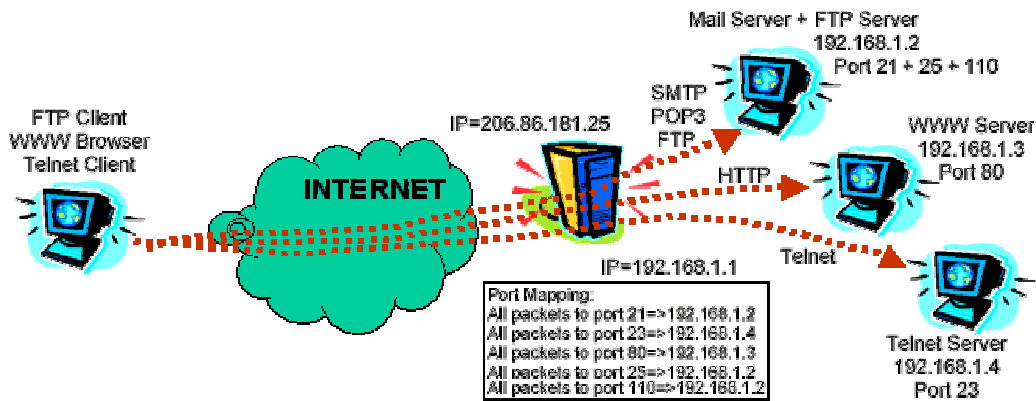 Mail Server + FTP Server
192.168.1.2
Port 21 + 25 + 110
SMTP
POP3
FTP
FTP Client
WWW Browser
Telnet Client
IP=206.86.181.25
WWW Server
192.168.1.3
Port 80
INTERNET
HTTP
Telnet
IP=192.168.1.1
Port Mapping:
All packets to port 21=>192.168.1.2
All packets to port 23=>192.168.1.4
All packets to port 80=>192.168.1.3
All packets to port 25=>192.168.1.2
All packets to port 110=>192.168.1.2
Telnet Server
192.168.1.4
Port 23